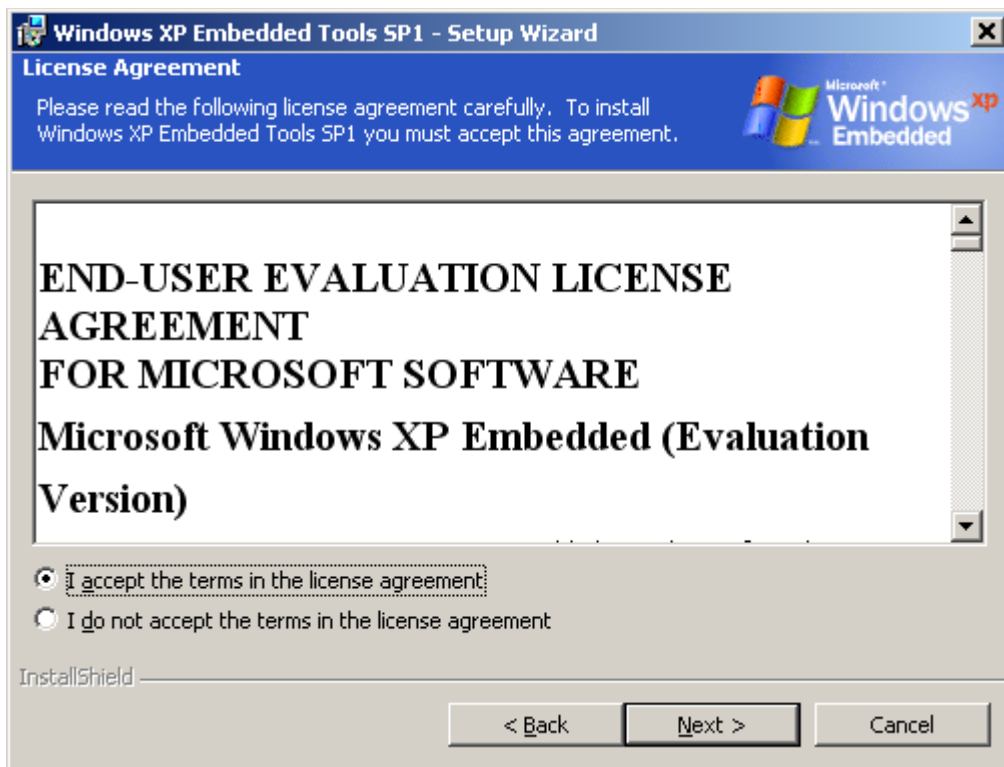 Windows XP Embedded Tools SP1 - Setup Wizard
License Agreement
Please read the following license agreement carefully. To install
Windows XP Embedded Tools SP1 you must accept this agreement.
Microsoft
Windows xp
Embedded
END-USER EVALUATION LICENSE
AGREEMENT
FOR MICROSOFT SOFTWARE
Microsoft Windows XP Embedded (Evaluation
Version)
I accept the terms in the license agreement
I do not accept the terms in the license agreement
InstallShield
< Back
Next >
Cancel